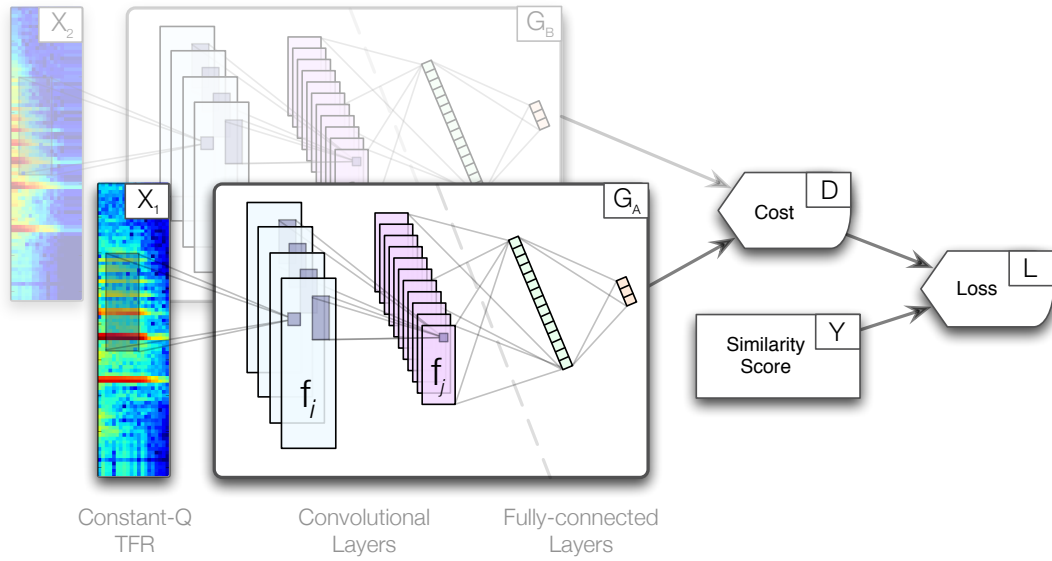 X2
GB
X1
GA
D
Cost
L
Loss
Y
Similarity
Score
fi
fj
Constant-Q
TFR
Convolutional
Layers
Fully-connected
Layers